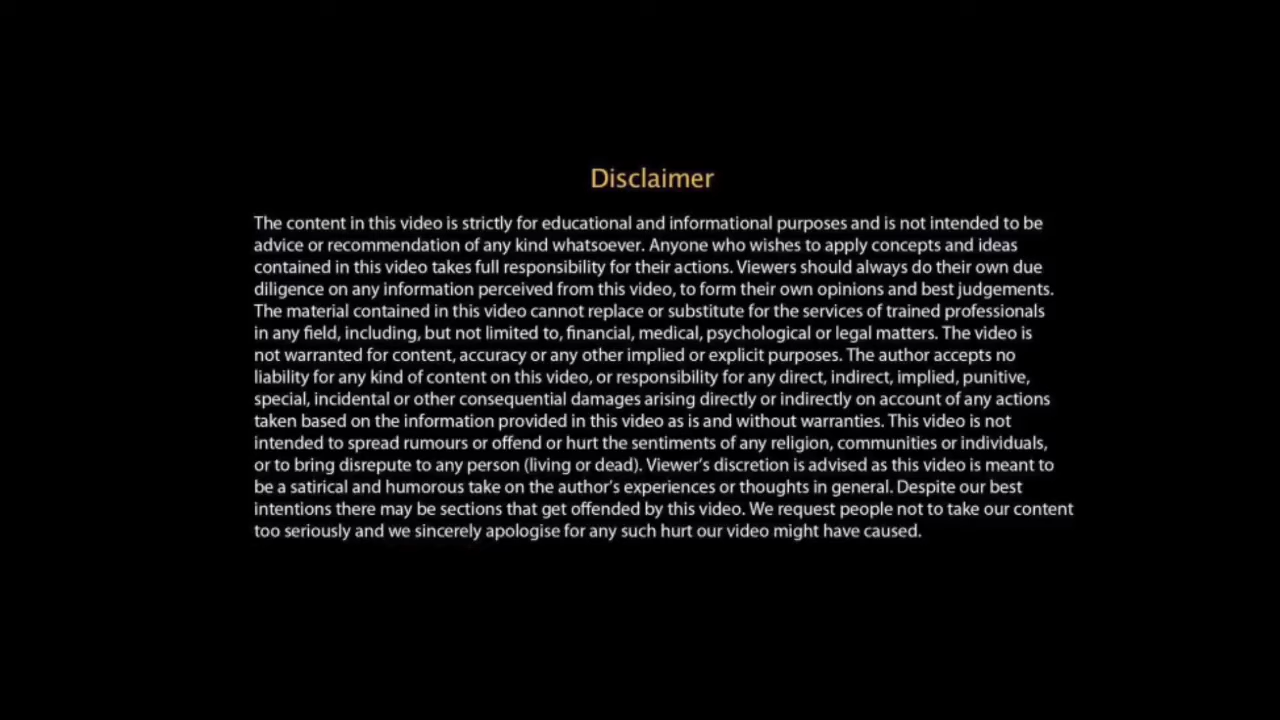 Disclaimer
The content in this video is strictly for educational and informational purposes and is not intended to be
advice or recommendation of any kind whatsoever. Anyone who wishes to apply concepts and ideas
contained in this video takes full responsibility for their actions. Viewers should always do their own due
diligence on any information perceived from this video, to form their own opinions and best judgements.
The material contained in this video cannot replace or substitute for the services of trained professionals
in any field, including, but not limited to, financial, medical, psychological or legal matters. The video is
not warranted for content, accuracy or any other implied or explicit purposes. The author accepts no
liability for any kind of content on this video, or responsibility for any direct, indirect, implied, punitive,
special, incidental or other consequential damages arising directly or indirectly on account of any actions
taken based on the information provided in this video as is and without warranties. This video is not
intended to spread rumours or offend or hurt the sentiments of any religion, communities or individuals,
or to bring disrepute to any person (living or dead). Viewer's discretion is advised as this video is meant to
be a satirical and humorous take on the author's experiences or thoughts in general. Despite our best
intentions there may be sections that get offended by this video. We request people not to take our content
too seriously and we sincerely apologise for any such hurt our video might have caused.